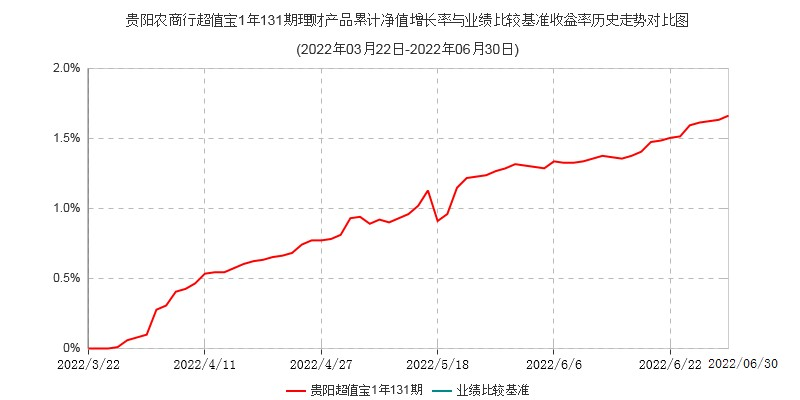 贵阳农商行超值宝1年131期理财产品累计净值增长率与业绩比较基准收益率历史走势对比图
(2022年03月22日-2022年06月30日)
2.0%
1.5%
1.0%
0.5%
0%
2022/3/22 2022/4/11 2022/4/27 2022/5/18 2022/6/6 2022/6/22 2022/06/30
贵阳超值宝1年131期 业绩比较基准